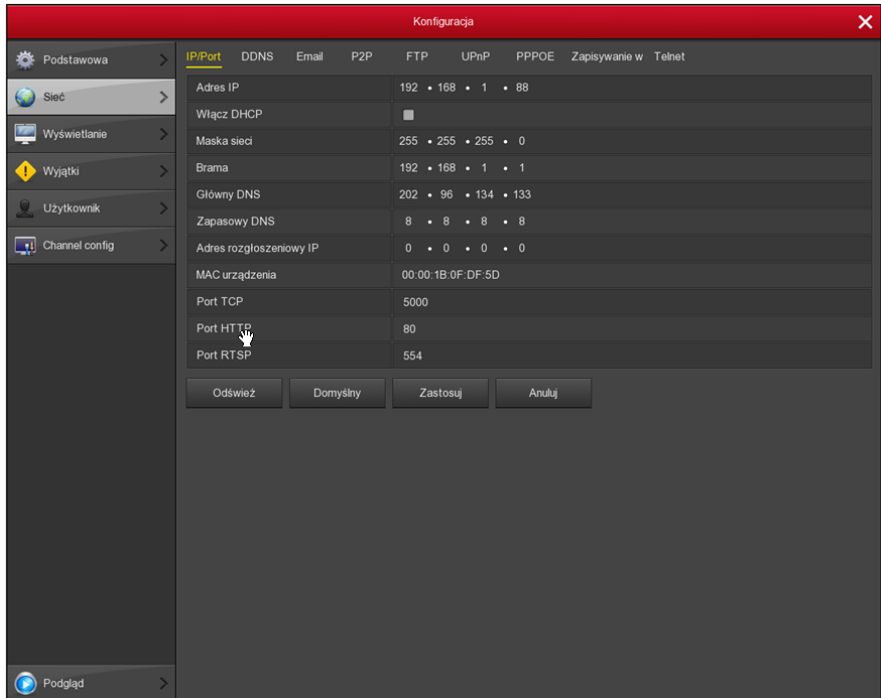 Konfiguracja
Podstawowa
Sieć
Wyświetlanie
Wyjątki
Użytkownik
Channel config
Podgląd
IP/Port DDNS Email P2P FTP UPnP PPPOE Zapisywanie w Telnet
Adres IP 192 • 168 • 1 • 88
Włącz DHCP
Maska sieci 255 • 255 • 255 • 0
Brama 192 • 168 • 1 • 1
Główny DNS 202 • 96 • 134 • 133
Zapasowy DNS 8 • 8 • 8 • 8
Adres rozgłoszeniowy IP 0 • 0 • 0 • 0
MAC urządzenia 00:00:1B:0F:DF:5D
Port TCP 5000
Port HTTP 80
Port RTSP 554
Odśwież Domyślny Zastosuj Anuluj